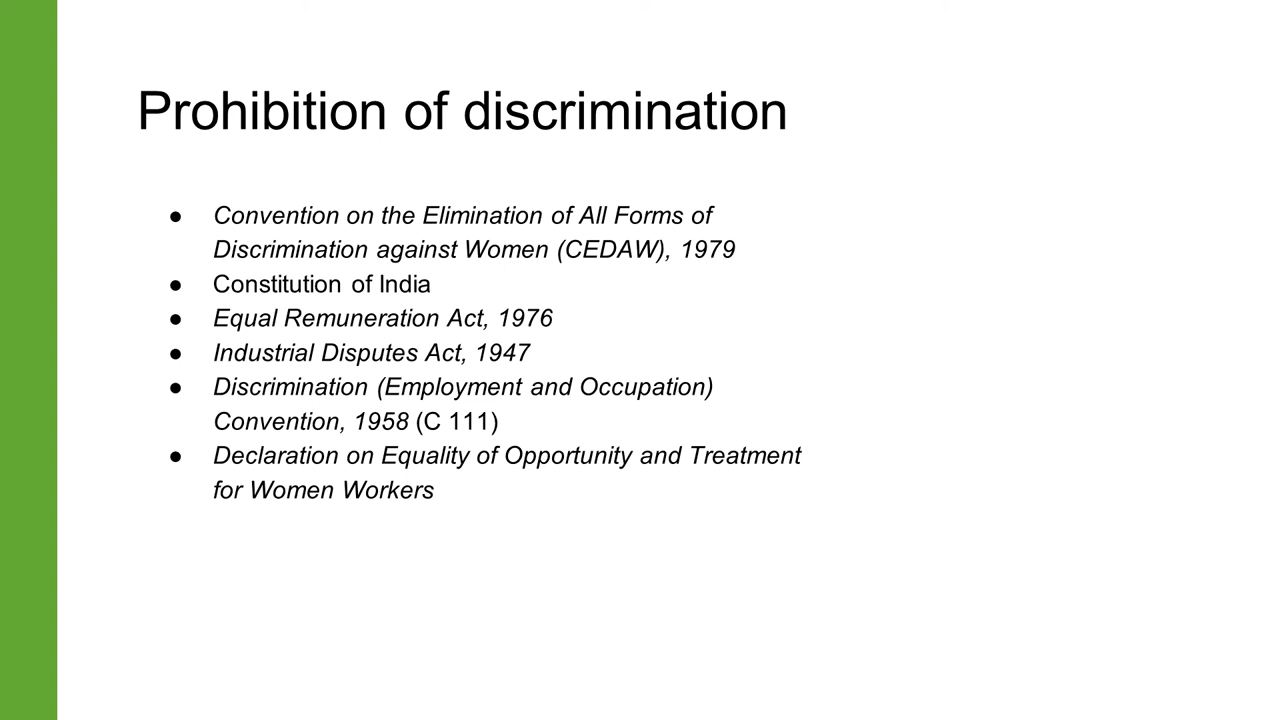 Prohibition of discrimination
● Convention on the Elimination of All Forms of
Discrimination against Women (CEDAW), 1979
● Constitution of India
● Equal Remuneration Act, 1976
● Industrial Disputes Act, 1947
● Discrimination (Employment and Occupation)
Convention, 1958 (C 111)
● Declaration on Equality of Opportunity and Treatment
for Women Workers